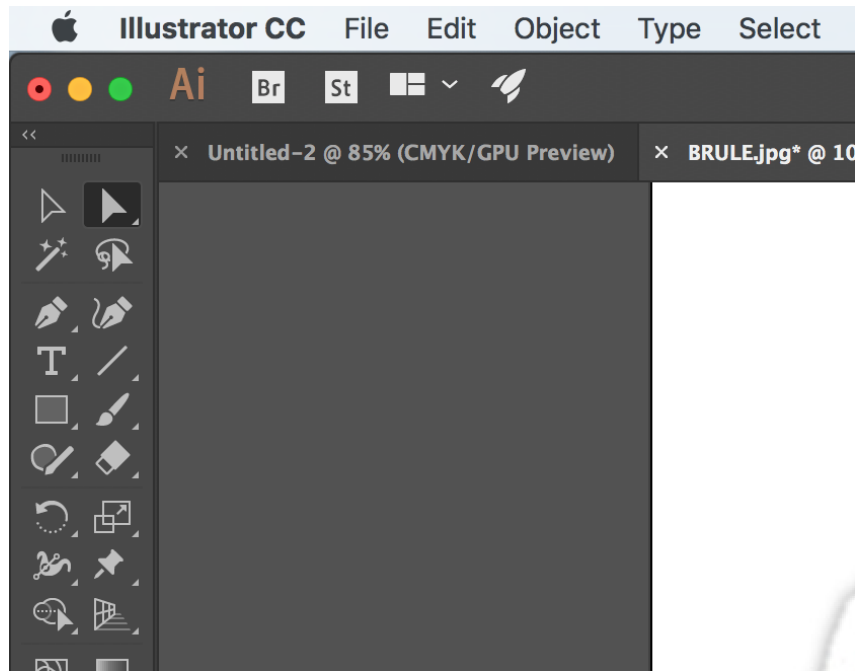 Illustrator CC File Edit Object Type Select
Ai Br St
× Untitled-2 @ 85% (CMYK/GPU Preview) × BRULE.jpg* @ 10
T